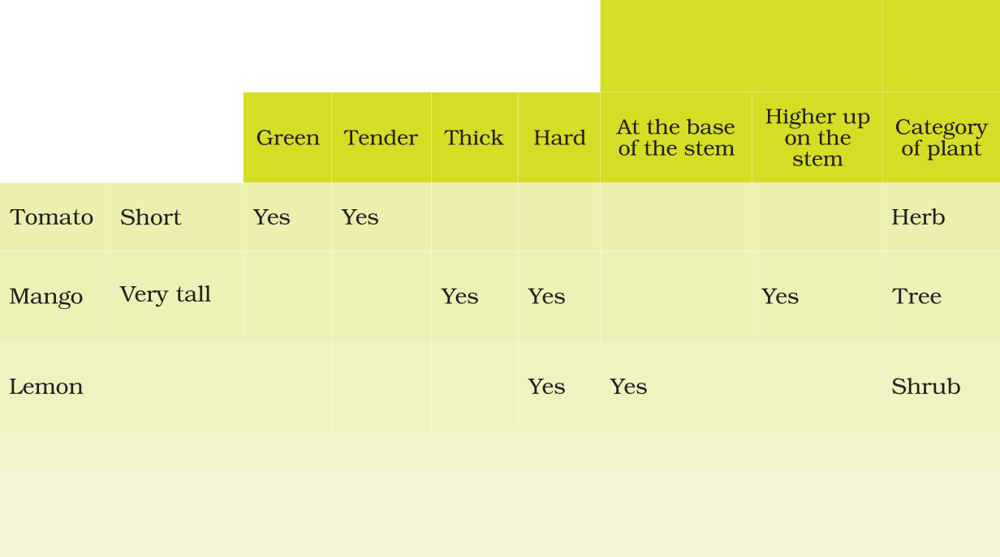 Green Tender Thick Hard At the base of the stem Higher up on the stem Category of plant
Tomato Short Yes Yes Herb
Mango Very tall Yes Yes Yes Tree
Lemon Yes Yes Shrub